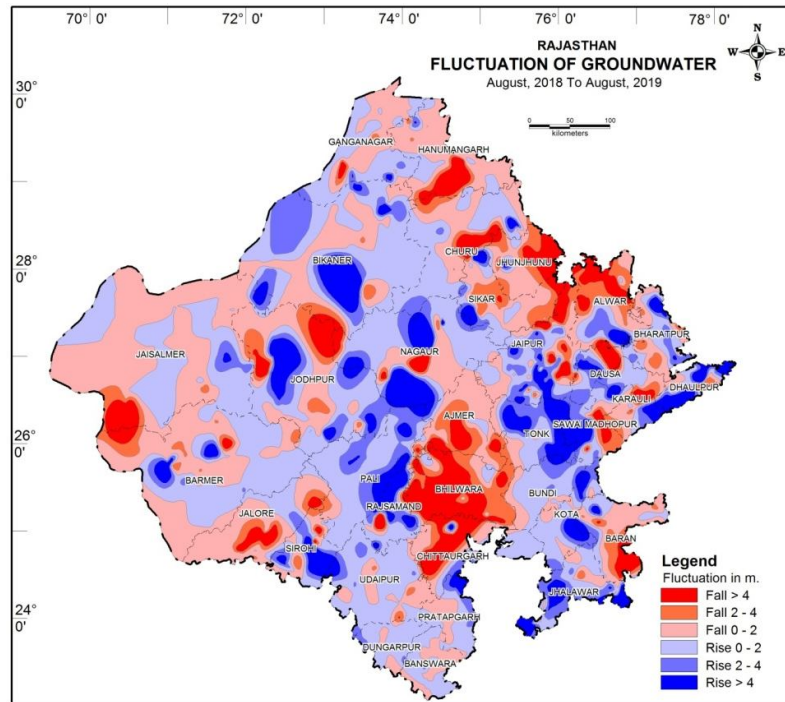 70° 0'
72° 0'
74° 0'
76° 0'
78° 0'
RAJASTHAN
FLUCTUATION OF GROUNDWATER
August, 2018 To August, 2019
N
W E
S
0 50 100
kilometers
30° 0'
28° 0'
26° 0'
24° 0'
GANGANAGAR
HANUMANGARH
CHURU
JHUNJHUNU
BIKANER
SIKAR
ALWAR
BHARATPUR
JAIPUR
JAISALMER
NAGAUR
JODHPUR
DAUSA
DHAULPUR
KARAULI
AJMER
TONK
SAWAI MADHOPUR
BARMER
PALI
BHILWARA
RAJSAMAND
BUNDI
KOTA
JALORE
BARAN
SIROHI
CHITTAURGARH
UDAIPUR
JHALAWAR
PRATAPGARH
DUNGARPUR
BANSWARA
Legend
Fluctuation in m.
Fall > 4
Fall 2 - 4
Fall 0 - 2
Rise 0 - 2
Rise 2 - 4
Rise > 4